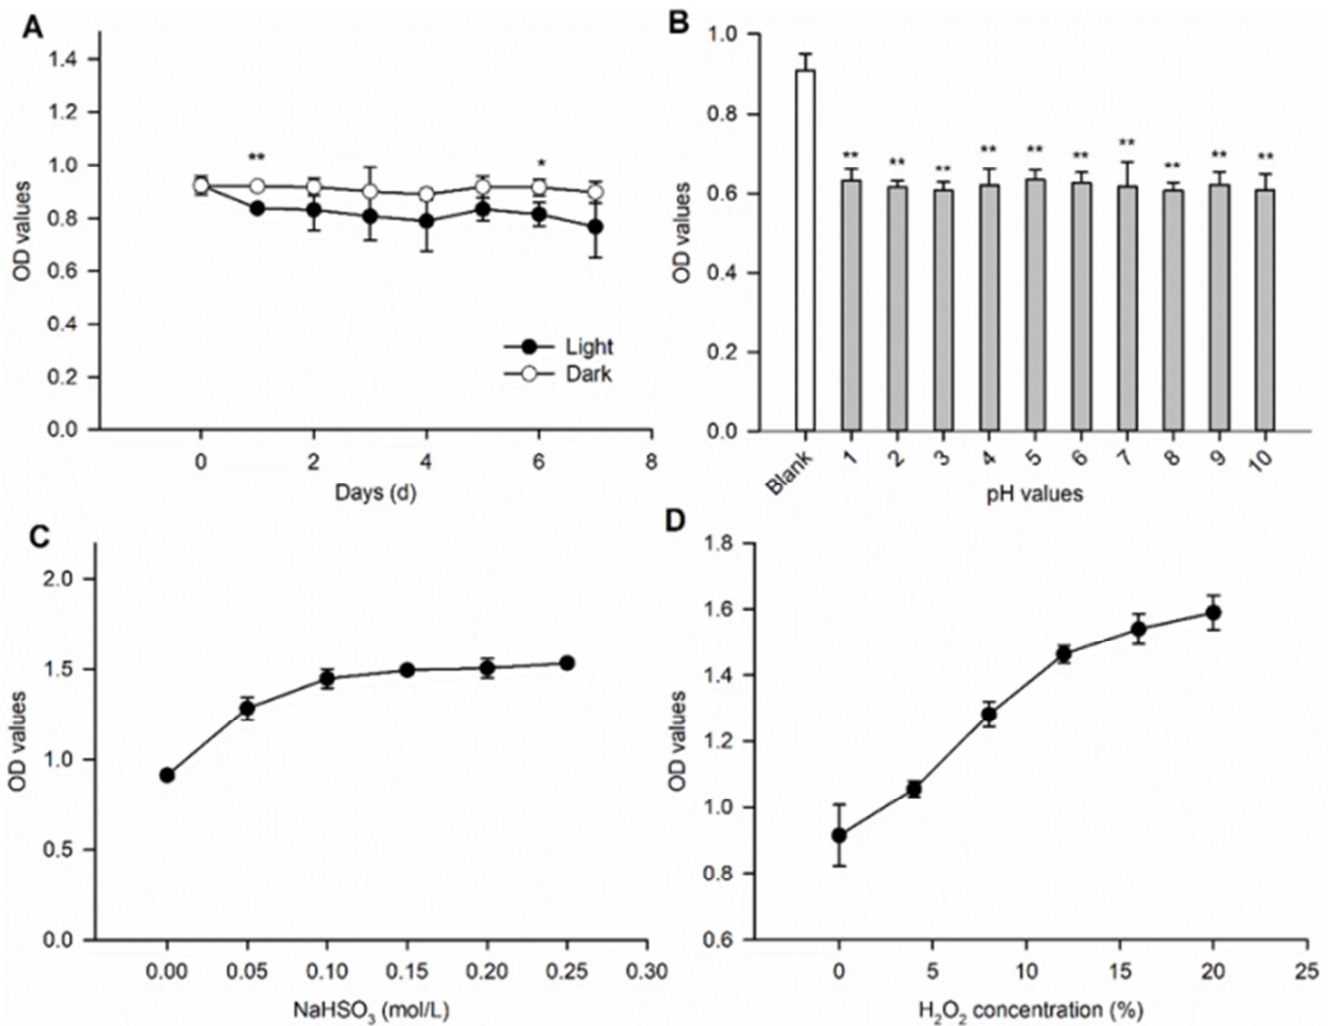 A
OD values
1.4
1.2
1.0
0.8
0.6
0.4
0.2
0.0
**
*
Light
Dark
0 2 4 6 8
Days (d)
B
OD values
1.0
0.8
0.6
0.4
0.2
0.0
** ** ** ** ** ** ** ** ** **
Blank 1 2 3 4 5 6 7 8 9 10
pH values
C
OD values
2.0
1.5
1.0
0.5
0.0
0.00 0.05 0.10 0.15 0.20 0.25 0.30
NaHSO₃ (mol/L)
D
OD values
1.8
1.6
1.4
1.2
1.0
0.8
0.6
0 5 10 15 20 25
H₂O₂ concentration (%)